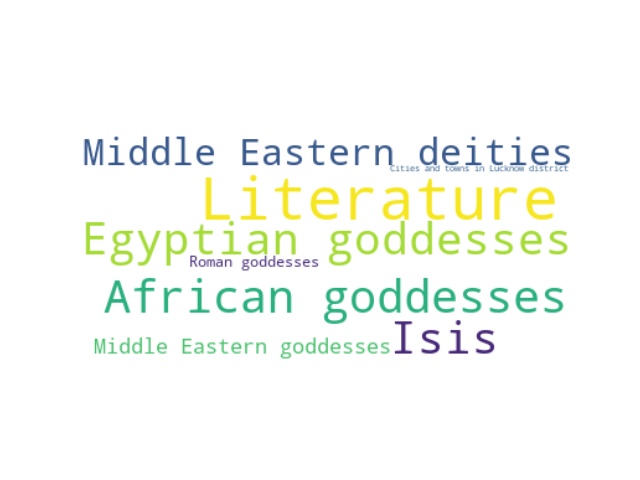 Middle Eastern deities
Cities and towns in Lucknow district
Literature
Egyptian goddesses
Roman goddesses
African goddesses
Isis
Middle Eastern goddesses